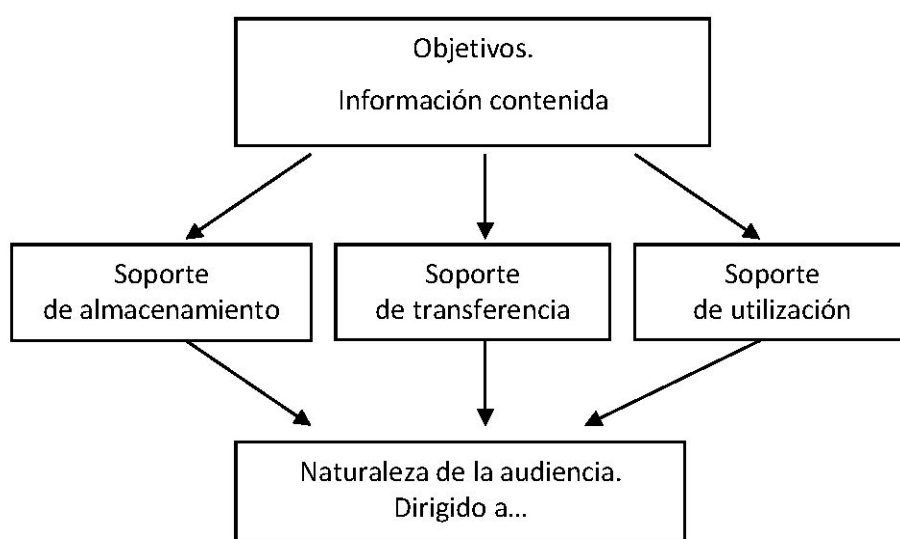 Objetivos.
Información contenida
Soporte
de almacenamiento
Soporte
de transferencia
Soporte
de utilización
Naturaleza de la audiencia.
Dirigido a...